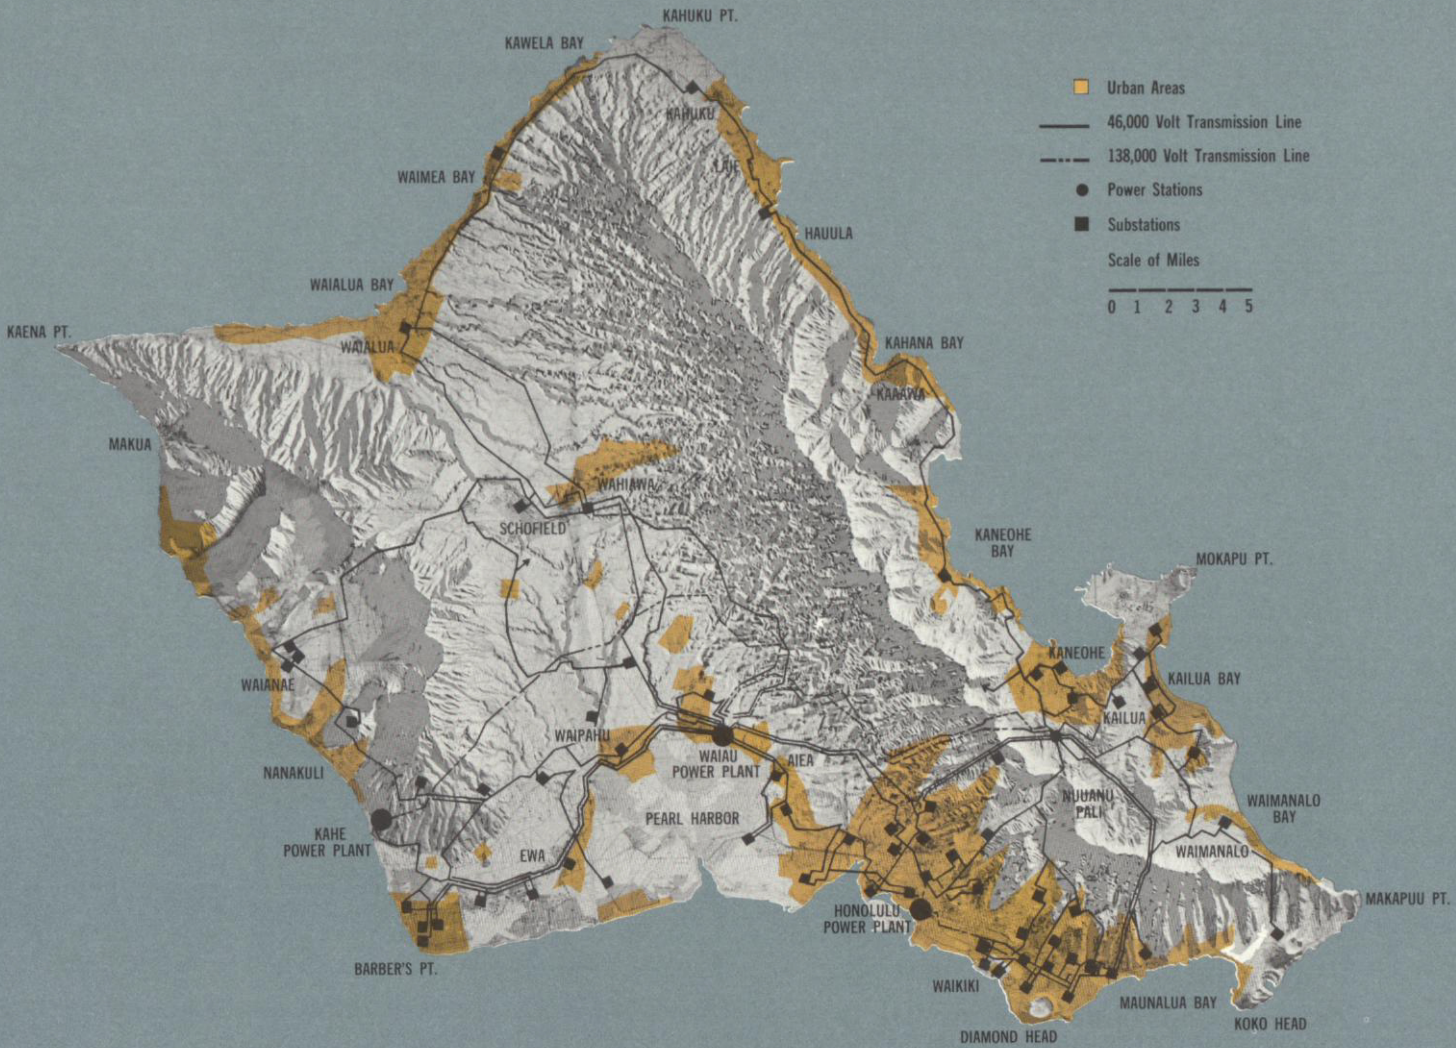 KAHUKU PT.
KAWELA BAY
Urban Areas
KAHUKU
46,000 Volt Transmission Line
138,000 Volt Transmission Line
LAIE
WAIMEA BAY
Power Stations
Substations
HAUULA
Scale of Miles
WAIALUA BAY
0 1 2 3 4 5
KAENA PT.
WAIALUA
KAHANA BAY
KAAAWA
MAKUA
WAHIAWA
SCHOFIELD
KANEOHE
BAY
MOKAPU PT.
KANEOHE
WAIANAE
KAILUA BAY
KAILUA
WAIPAHU
WAIAU
POWER PLANT
AIEA
NANAKULI
NUUANU
PALI
WAIMANALO
BAY
PEARL HARBOR
KAHE
POWER PLANT
EWA
WAIMANALO
MAKAPUU PT.
HONOLULU
POWER PLANT
BARBER'S PT.
WAIKIKI
MAUNALUA BAY
KOKO HEAD
DIAMOND HEAD